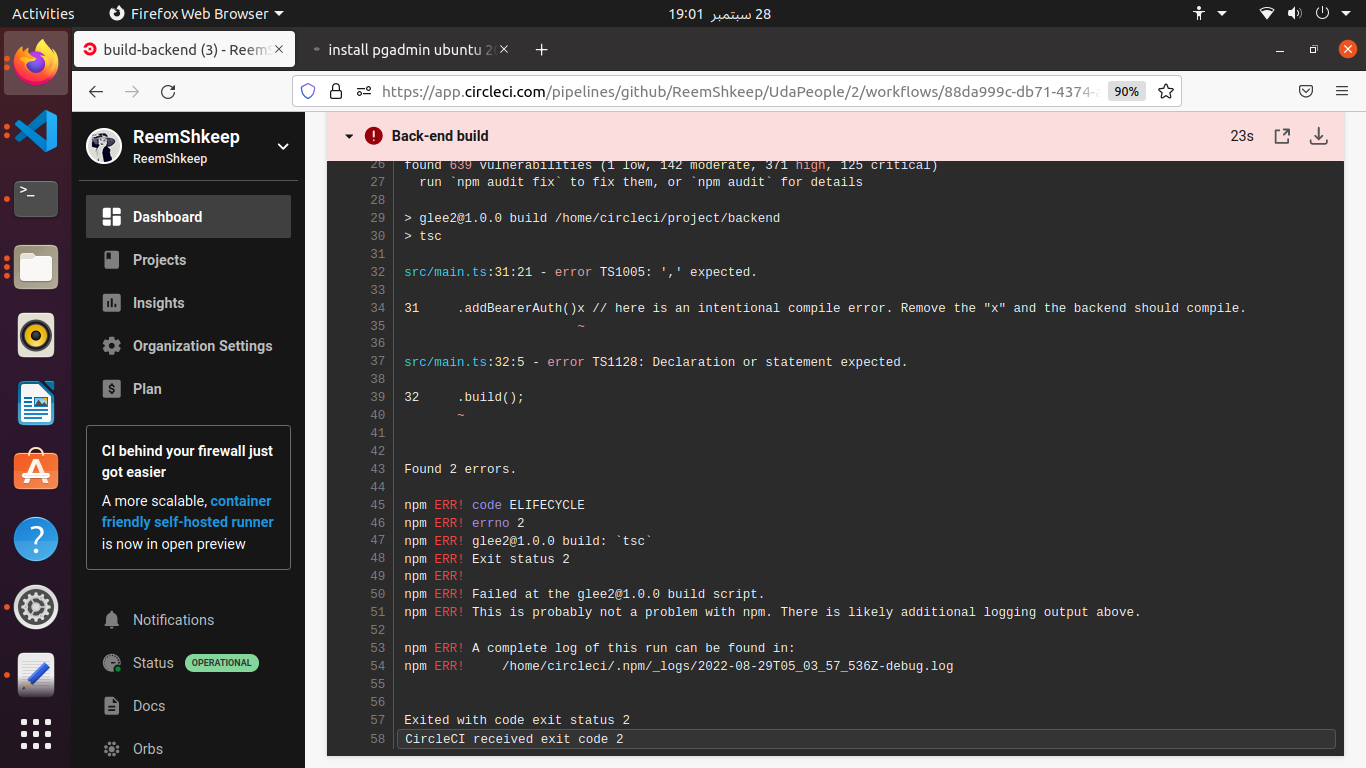 Activities
Firefox Web Browser
28 سبتمبر 19:01
build-backend (3) - Reem
install pgadmin ubuntu 2
https://app.circleci.com/pipelines/github/ReemShkeep/UdaPeople/2/workflows/88da999c-db71-4374-
90%
ReemShkeep
ReemShkeep
Dashboard
Projects
Insights
Organization Settings
Plan
CI behind your firewall just
got easier
A more scalable, container
friendly self-hosted runner
is now in open preview
Notifications
Status OPERATIONAL
Docs
Orbs
Back-end build
23s
26 found 639 vulnerabilities (1 low, 142 moderate, 371 high, 125 critical)
27 run `npm audit fix` to fix them, or `npm audit` for details
28
29 > glee2@1.0.0 build /home/circleci/project/backend
30 > tsc
31
32 src/main.ts:31:21 - error TS1005: ',' expected.
33
34 31 .addBearerAuth()x // here is an intentional compile error. Remove the "x" and the backend should compile.
35 ~
36
37 src/main.ts:32:5 - error TS1128: Declaration or statement expected.
38
39 32 .build();
40 ~
41
42
43 Found 2 errors.
44
45 npm ERR! code ELIFECYCLE
46 npm ERR! errno 2
47 npm ERR! glee2@1.0.0 build: `tsc`
48 npm ERR! Exit status 2
49 npm ERR!
50 npm ERR! Failed at the glee2@1.0.0 build script.
51 npm ERR! This is probably not a problem with npm. There is likely additional logging output above.
52
53 npm ERR! A complete log of this run can be found in:
54 npm ERR! /home/circleci/.npm/_logs/2022-08-29T05_03_57_536Z-debug.log
55
56
57 Exited with code exit status 2
58 CircleCI received exit code 2